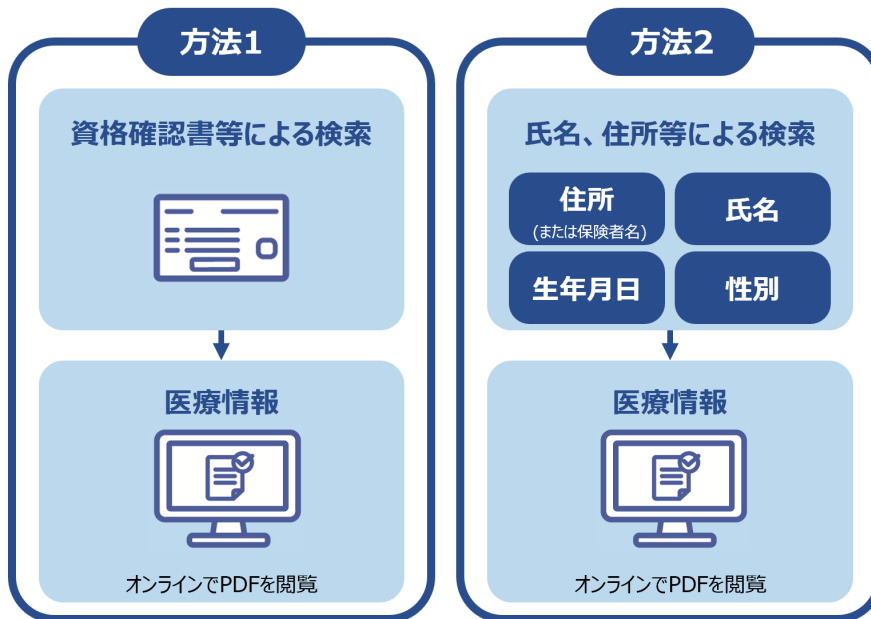 方法1
資格確認書等による検索
医療情報
オンラインでPDFを閲覧
方法2
氏名、住所等による検索
住所
(または保険者名)
氏名
生年月日
性別
医療情報
オンラインでPDFを閲覧